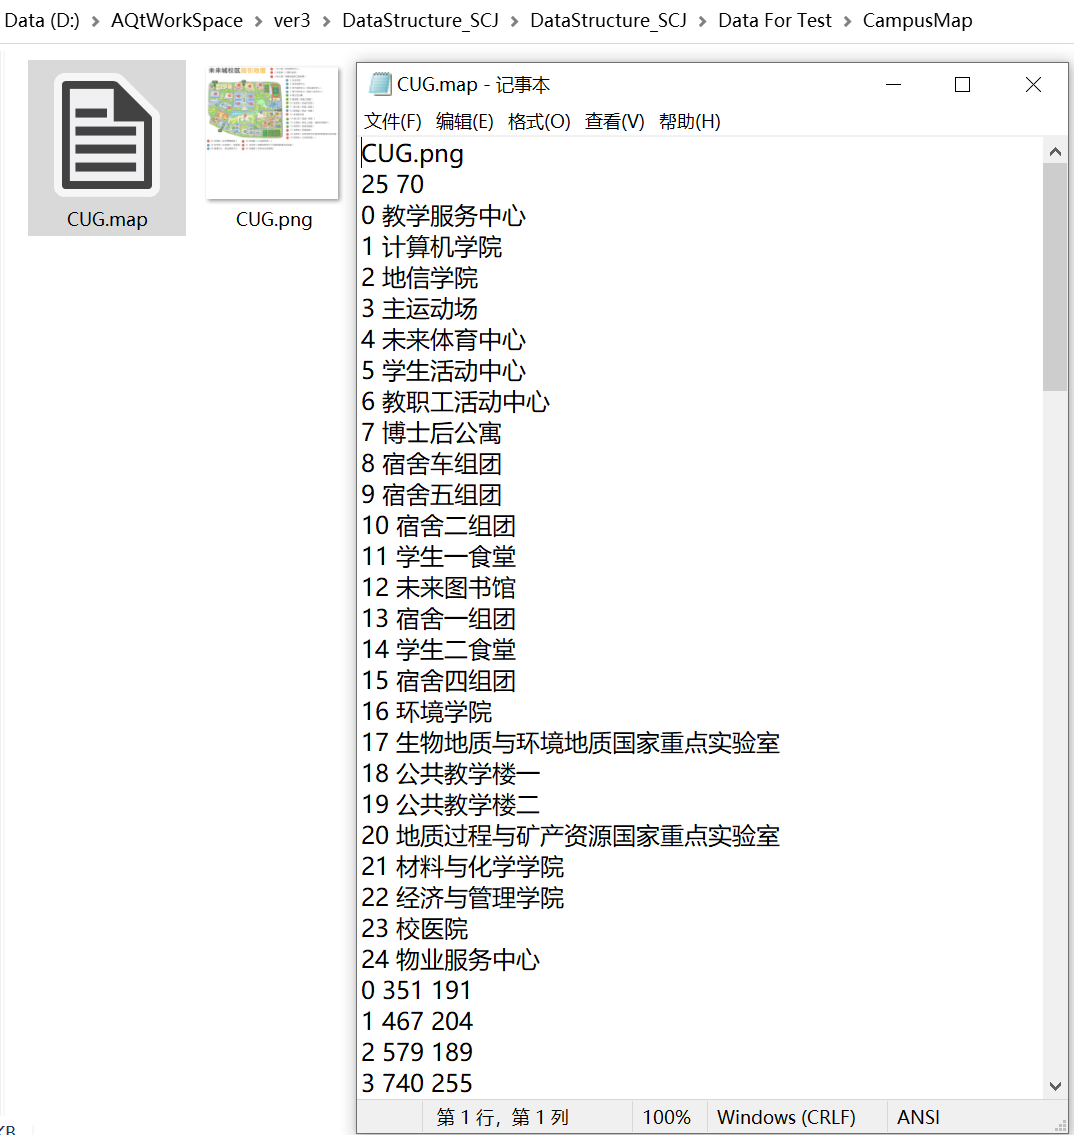 Data (D:) > AQtWorkSpace > ver3 > DataStructure_SCJ > DataStructure_SCJ > Data For Test > CampusMap
CUG.map
CUG.png
CUG.map - 记事本
文件(F) 编辑(E) 格式(O) 查看(V) 帮助(H)
CUG.png
25 70
0 教学服务中心
1 计算机学院
2 地信学院
3 主运动场
4 未来体育中心
5 学生活动中心
6 教职工活动中心
7 博士后公寓
8 宿舍车组团
9 宿舍五组团
10 宿舍二组团
11 学生一食堂
12 未来图书馆
13 宿舍一组团
14 学生二食堂
15 宿舍四组团
16 环境学院
17 生物地质与环境地质国家重点实验室
18 公共教学楼一
19 公共教学楼二
20 地质过程与矿产资源国家重点实验室
21 材料与化学学院
22 经济与管理学院
23 校医院
24 物业服务中心
0 351 191
1 467 204
2 579 189
3 740 255
第 1 行，第 1 列 100% Windows (CRLF) ANSI